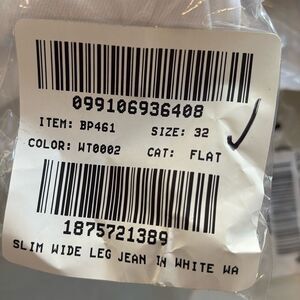 099106936408
ITEM: BP461 SIZE: 32
COLOR: WT0002 CAT: FLAT
1875721389
SLIM WIDE LEG JEAN IN WHITE WA